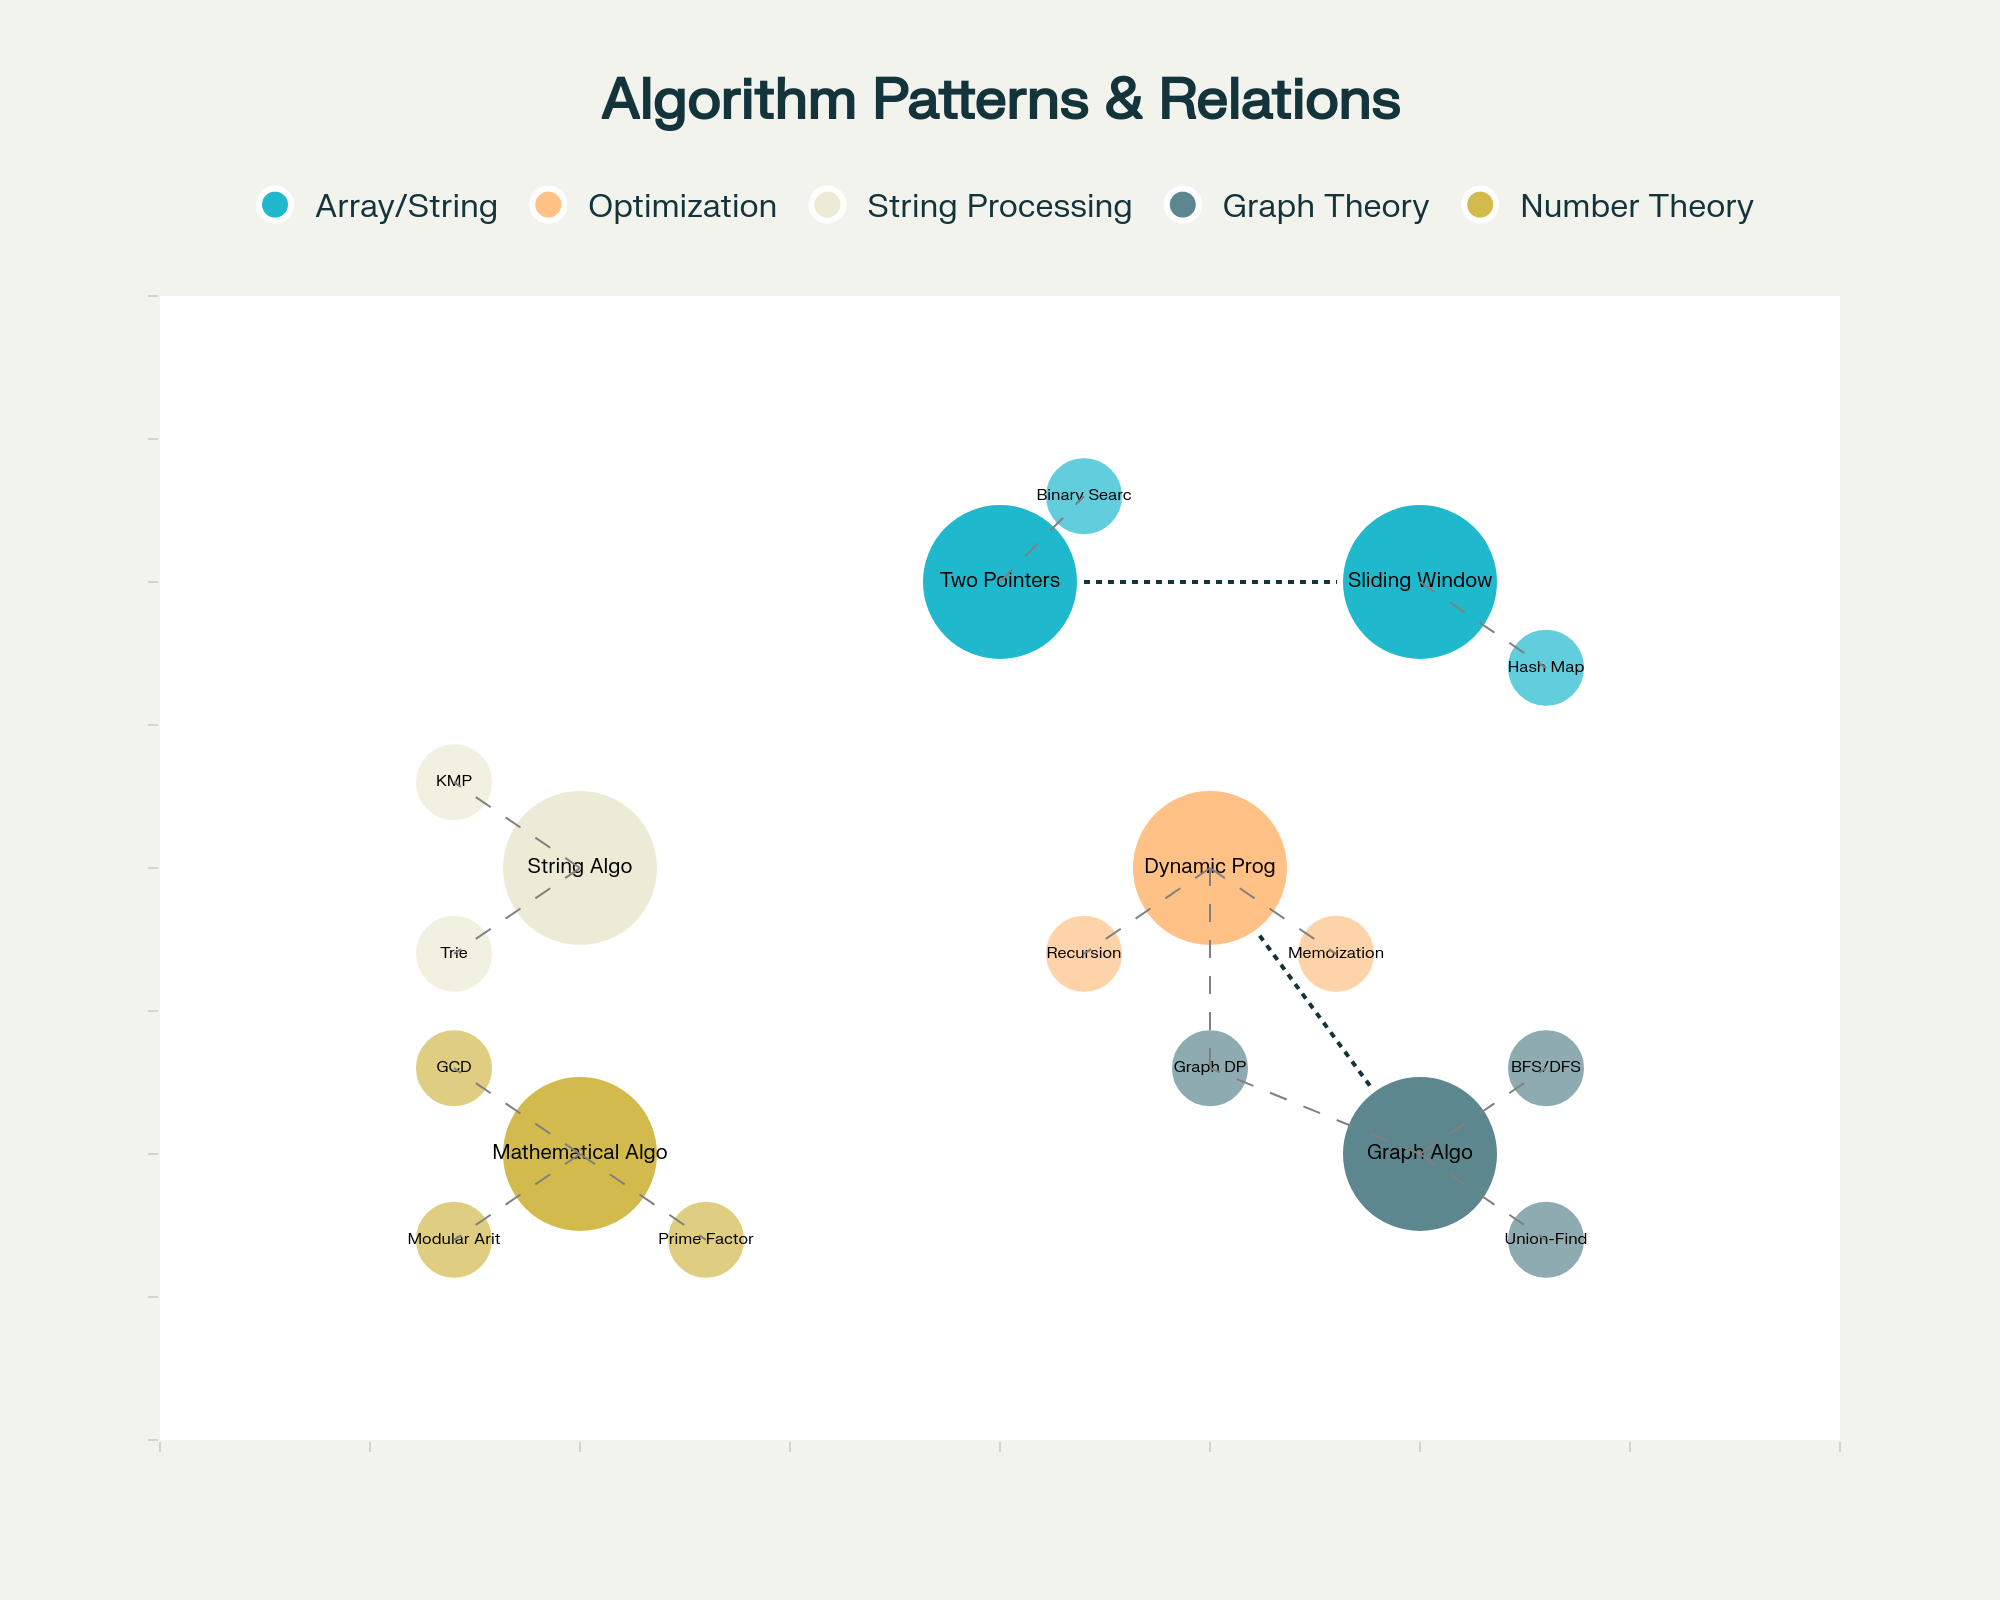 Algorithm Patterns & Relations
Array/String
Optimization
String Processing
Graph Theory
Number Theory
Binary Searc
Two Pointers
Sliding Window
Hash Map
KMP
String Algo
Dynamic Prog
Trie
Recursion
Memoization
GCD
Graph DP
BFS/DFS
Mathematical Algo
Graph Algo
Modular Arit
Prime Factor
Union-Find